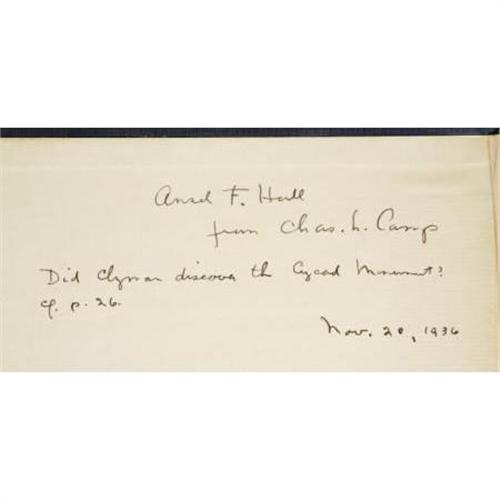 Ansel F. Hall
from Chas. L. Camp
Did Clyman discover the Cycad Monument?
Cf. p. 26.
Nov. 20, 1936